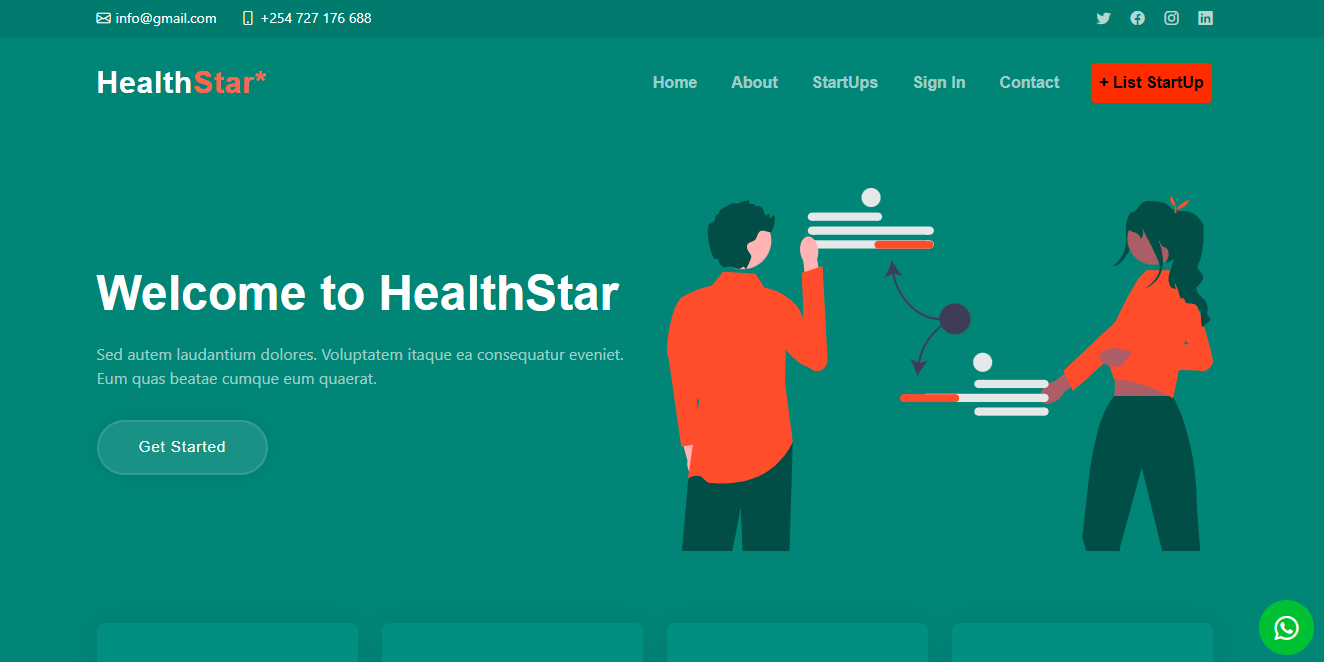 info@gmail.com +254 727 176 688
HealthStar*
Home About StartUps Sign In Contact + List StartUp
Welcome to HealthStar
Sed autem laudantium dolores. Voluptatem itaque ea consequatur eveniet.
Eum quas beatae cumque eum quaerat.
Get Started